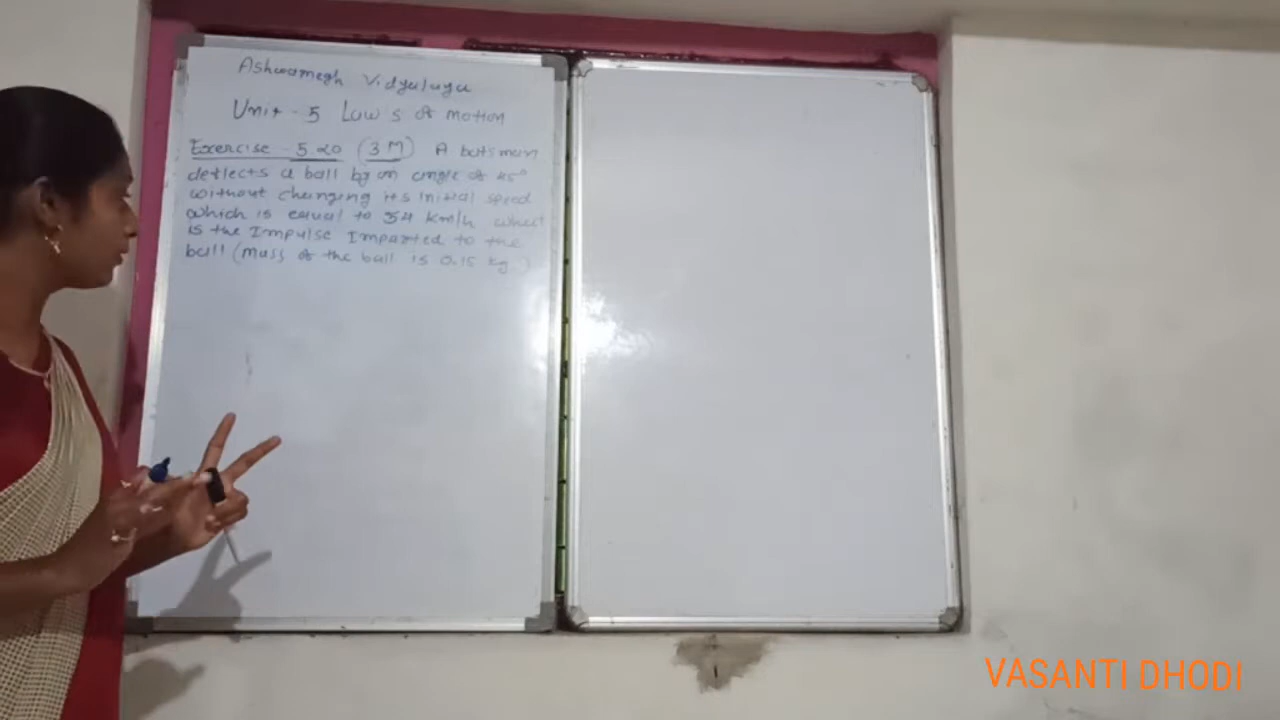 Ashwamegh Vidyalaya
Unit - 5 Law's of motion
Exercise - 5.20 (3 M) A batsman
deflects a ball by an angle of 45°
without changing its initial speed
which is equal to 54 km/h what
is the Impulse Imparted to the
ball (mass of the ball is 0.15 kg)
VASANTI DHODI